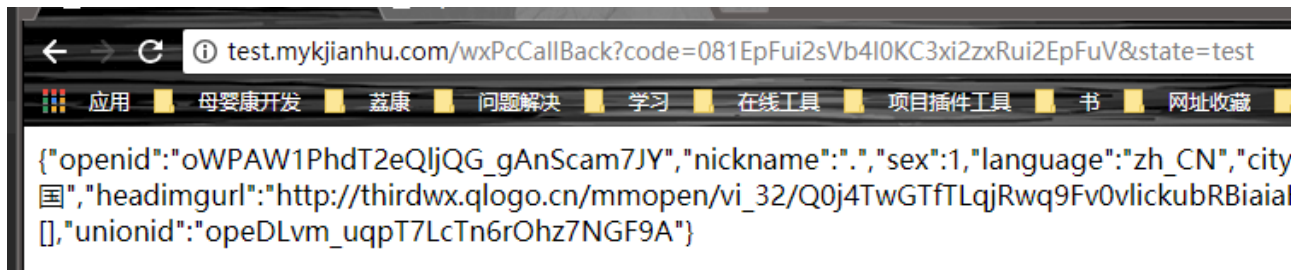 test.mykjianhu.com/wxPcCallBack?code=081EpFui2sVb4I0KC3xi2zxRui2EpFuV&state=test
应用 母婴康开发 荔康 问题解决 学习 在线工具 项目插件工具 书 网址收藏
{"openid":"oWPAW1PhdT2eQljQG_gAnScam7JY","nickname":".","sex":1,"language":"zh_CN","city
国","headimgurl":"http://thirdwx.qlogo.cn/mmopen/vi_32/Q0j4TwGTfTLqjRwq9Fv0vlickubRBiaia
[],"unionid":"opeDLvm_uqpT7LcTn6rOhz7NGF9A"}